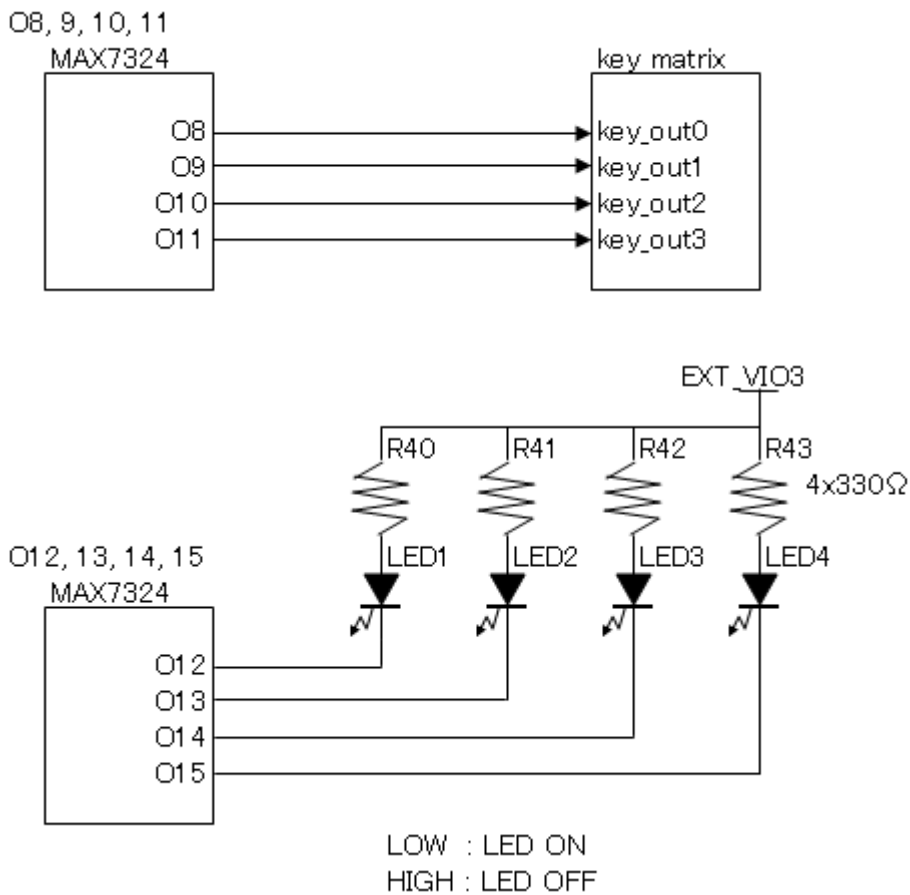 O8, 9, 10, 11
MAX7324
key matrix
O8
key_out0
O9
key_out1
O10
key_out2
O11
key_out3
EXT_VIO3
R40
R41
R42
R43
4x330Ω
O12, 13, 14, 15
LED1
LED2
LED3
LED4
MAX7324
O12
O13
O14
O15
LOW : LED ON
HIGH : LED OFF